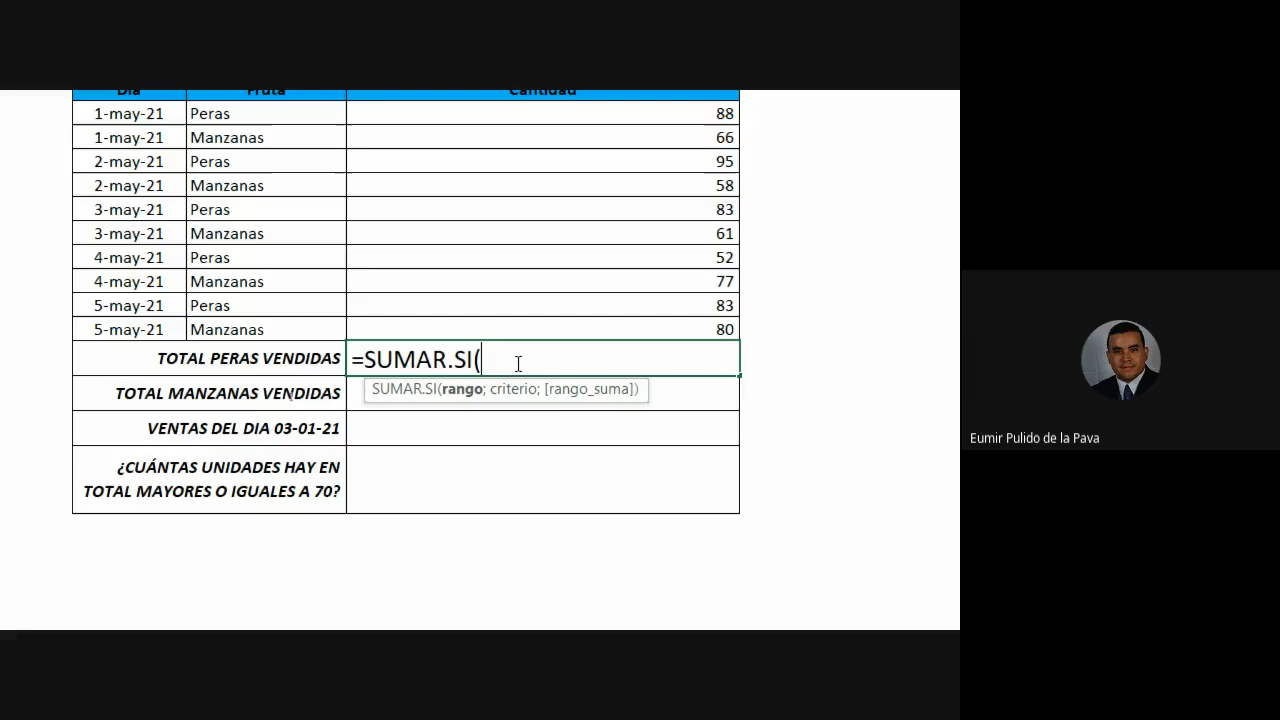 Día Fruta Cantidad
1-may-21 Peras 88
1-may-21 Manzanas 66
2-may-21 Peras 95
2-may-21 Manzanas 58
3-may-21 Peras 83
3-may-21 Manzanas 61
4-may-21 Peras 52
4-may-21 Manzanas 77
5-may-21 Peras 83
5-may-21 Manzanas 80
TOTAL PERAS VENDIDAS =SUMAR.SI(
SUMAR.SI(rango; criterio; [rango_suma])
TOTAL MANZANAS VENDIDAS
VENTAS DEL DIA 03-01-21
¿CUÁNTAS UNIDADES HAY EN
TOTAL MAYORES O IGUALES A 70?
Eumir Pulido de la Pava